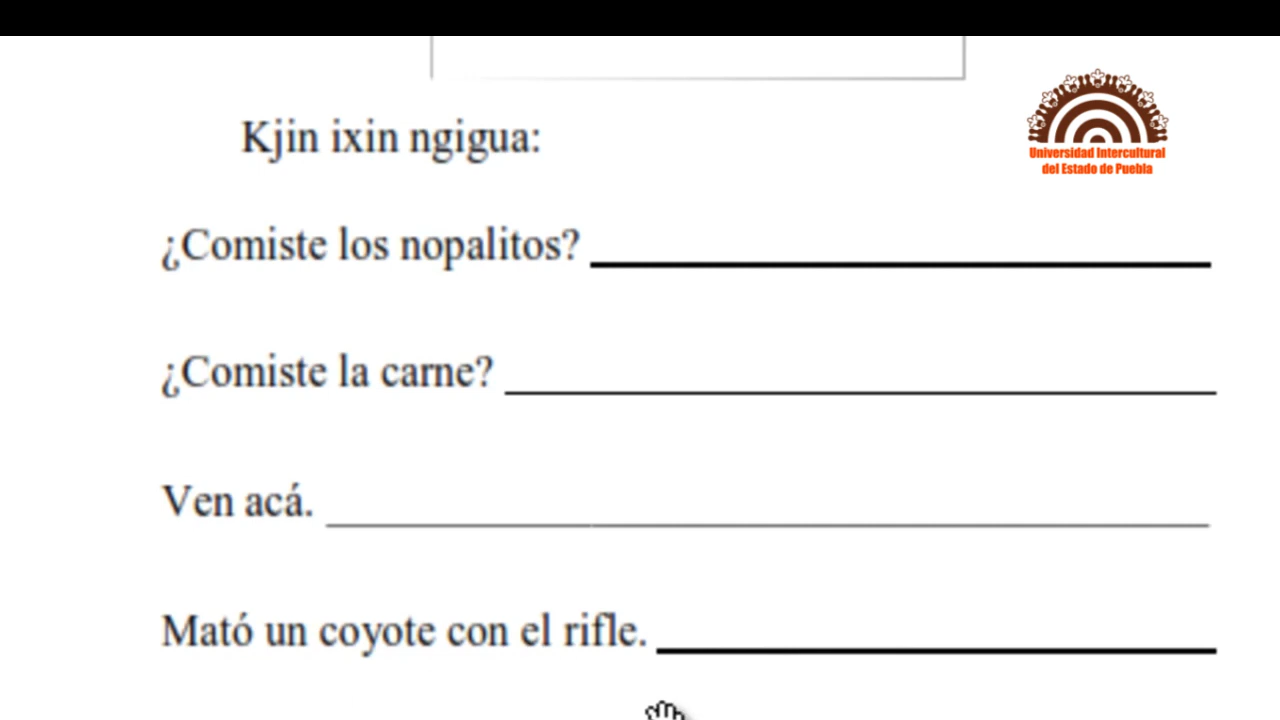 Kjin ixin ngigua:
Universidad Intercultural
del Estado de Puebla
¿Comiste los nopalitos?
¿Comiste la carne?
Ven acá.
Mató un coyote con el rifle.